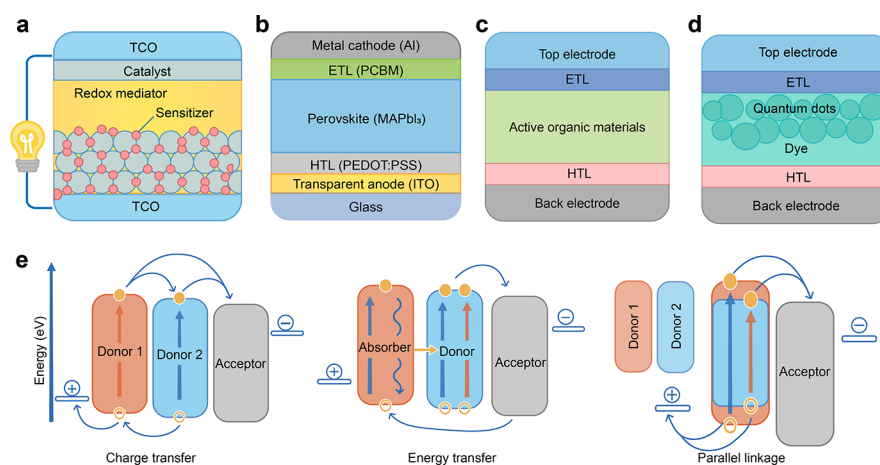 a
TCO
Catalyst
Redox mediator
Sensitizer
TCO
b
Metal cathode (Al)
ETL (PCBM)
Perovskite (MAPbI₃)
HTL (PEDOT:PSS)
Transparent anode (ITO)
Glass
c
Top electrode
ETL
Active organic materials
HTL
Back electrode
d
Top electrode
ETL
Quantum dots
Dye
HTL
Back electrode
e
Energy (eV)
Donor 1
Donor 2
Acceptor
+
−
Charge transfer
Absorber
Donor
Acceptor
+
−
Energy transfer
Donor 1
Donor 2
Acceptor
+
−
Parallel linkage